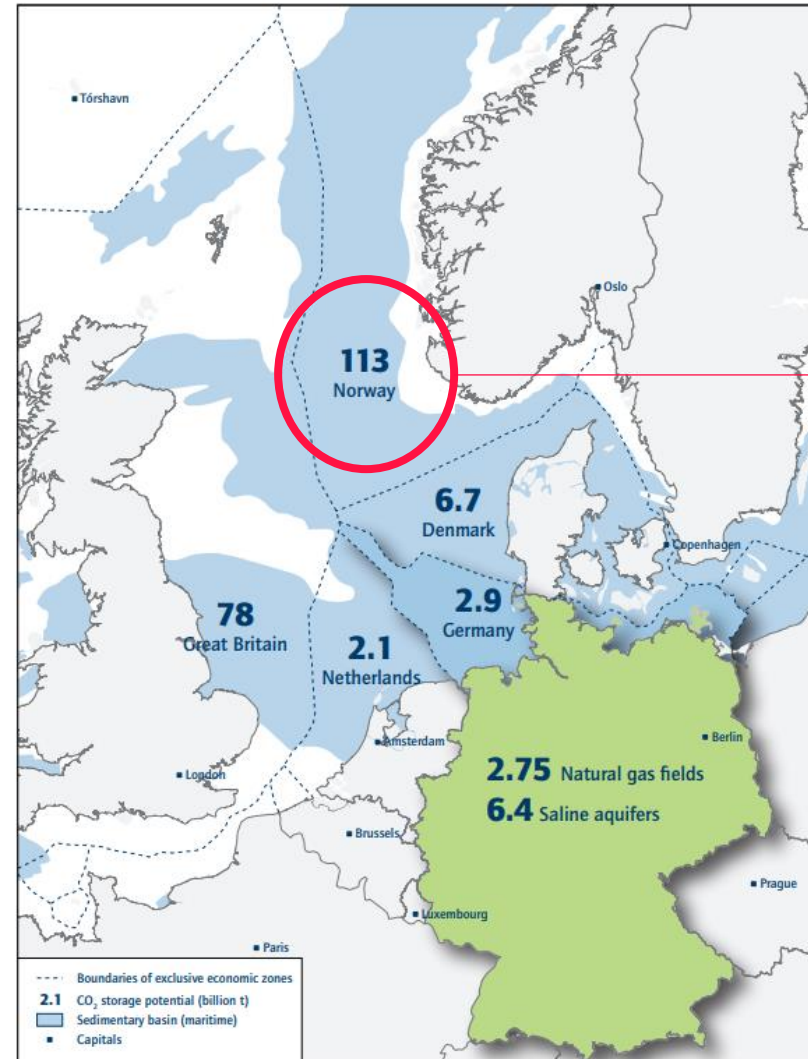 Tórshavn
Oslo
113
Norway
6.7
Denmark
Copenhagen
2.9
Germany
78
Great Britain
2.1
Netherlands
Amsterdam
Berlin
London
2.75 Natural gas fields
6.4 Saline aquifers
Brussels
Prague
Luxembourg
Paris
Boundaries of exclusive economic zones
2.1 CO₂ storage potential (billion t)
Sedimentary basin (maritime)
Capitals